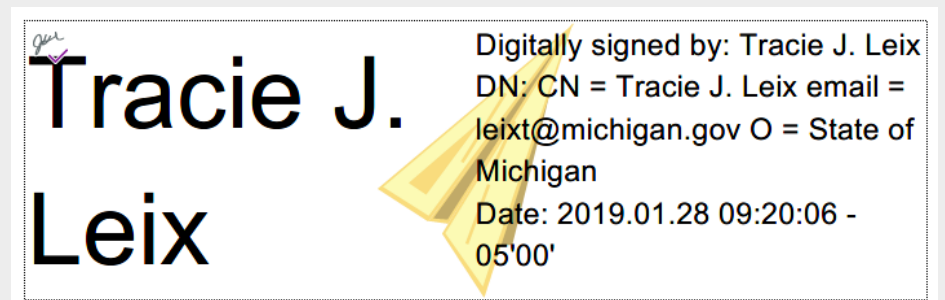 Tracie J.
Leix
Digitally signed by: Tracie J. Leix
DN: CN = Tracie J. Leix email =
leixt@michigan.gov O = State of
Michigan
Date: 2019.01.28 09:20:06 -
05'00'